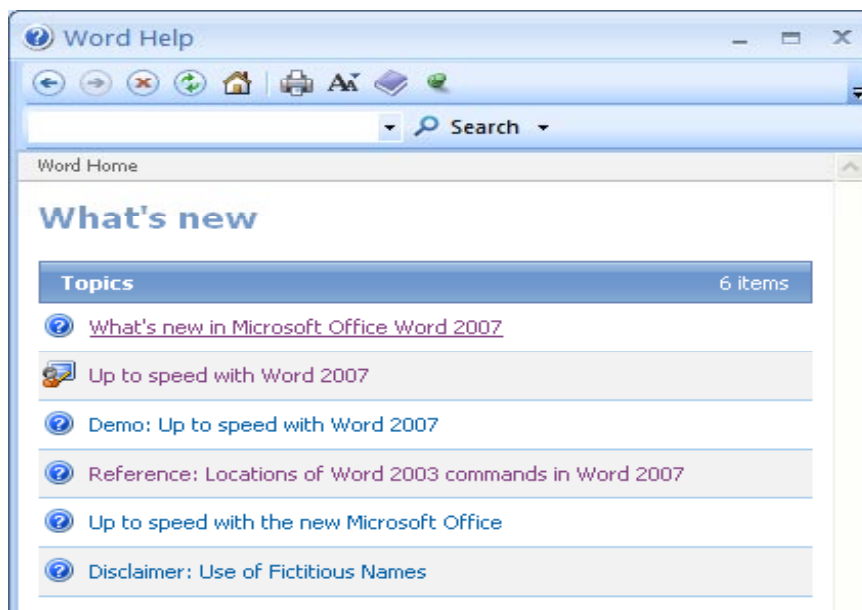 Word Help
Search
Word Home
What's new
Topics 6 items
What's new in Microsoft Office Word 2007
Up to speed with Word 2007
Demo: Up to speed with Word 2007
Reference: Locations of Word 2003 commands in Word 2007
Up to speed with the new Microsoft Office
Disclaimer: Use of Fictitious Names